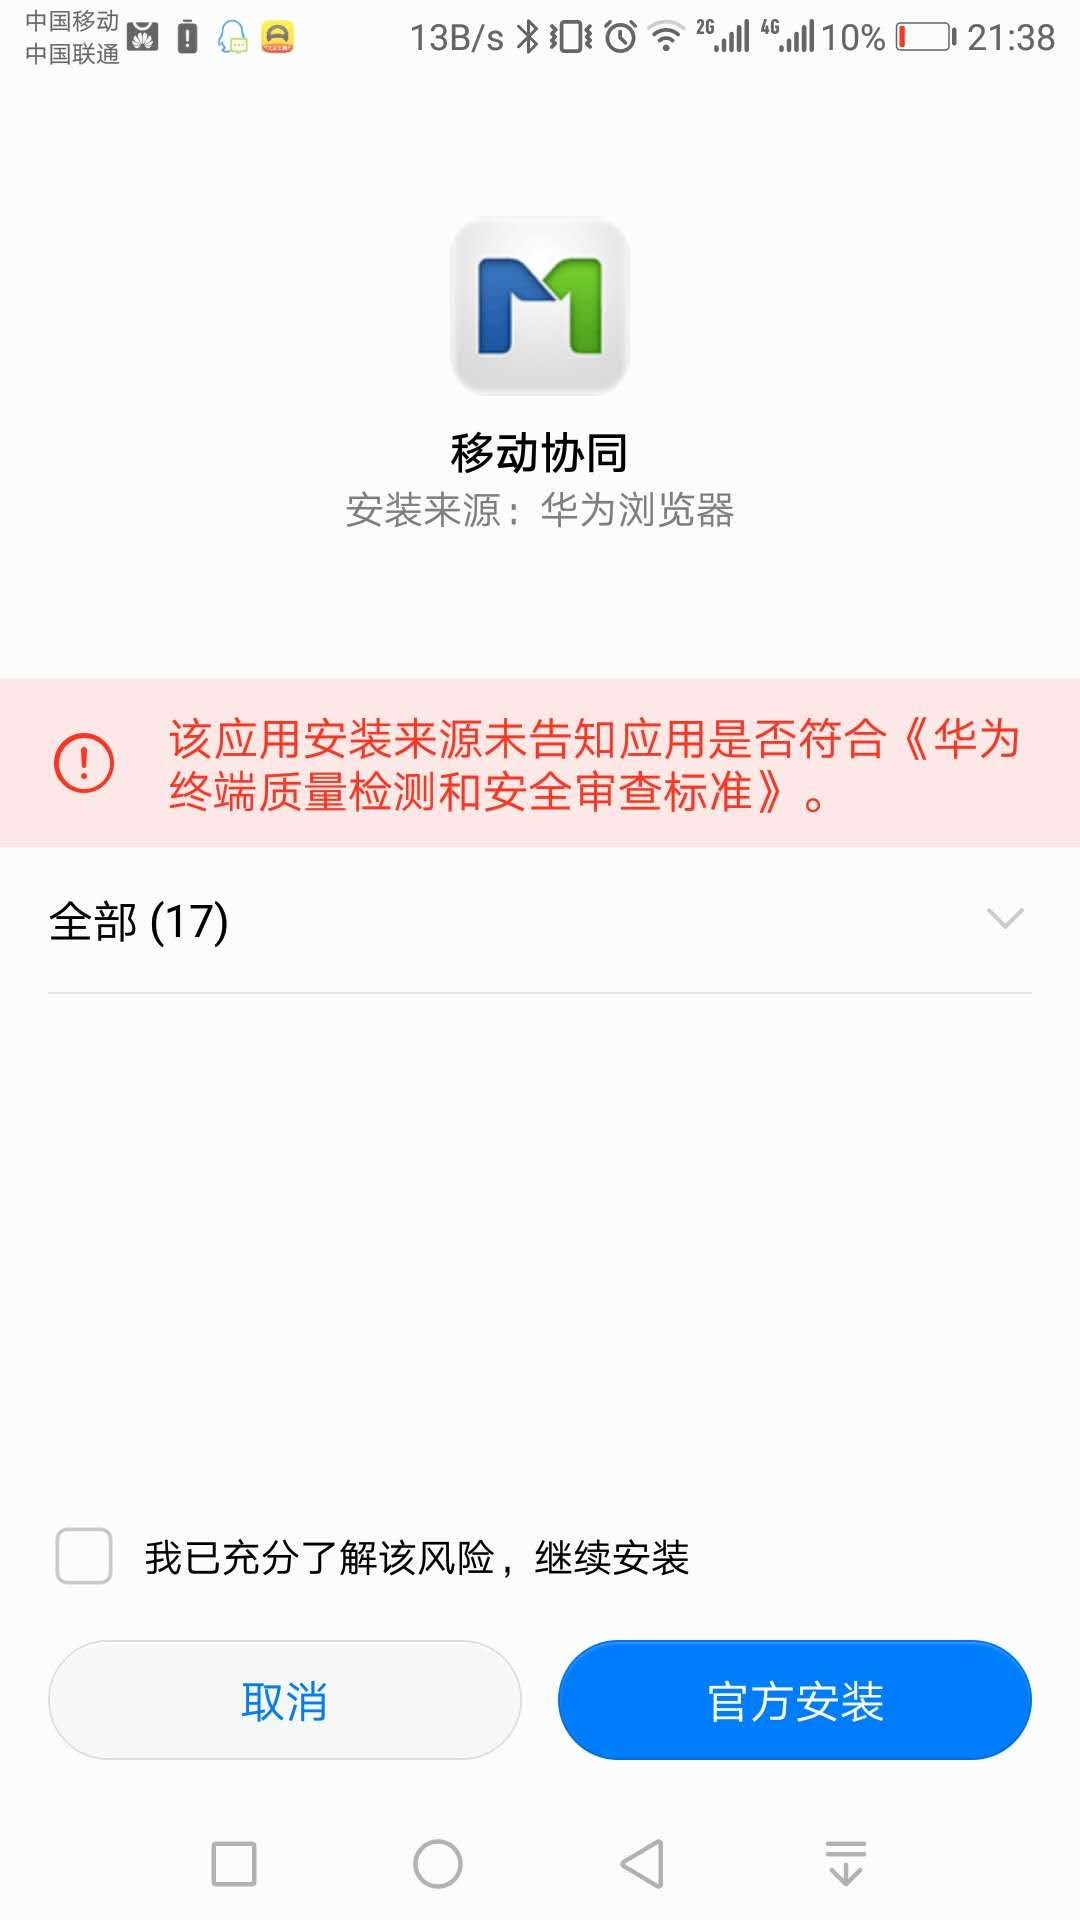 中国移动
中国联通
13B/s 2G 4G 10% 21:38
移动协同
安装来源：华为浏览器
该应用安装来源未告知应用是否符合《华为
终端质量检测和安全审查标准》。
全部 (17)
我已充分了解该风险，继续安装
取消
官方安装